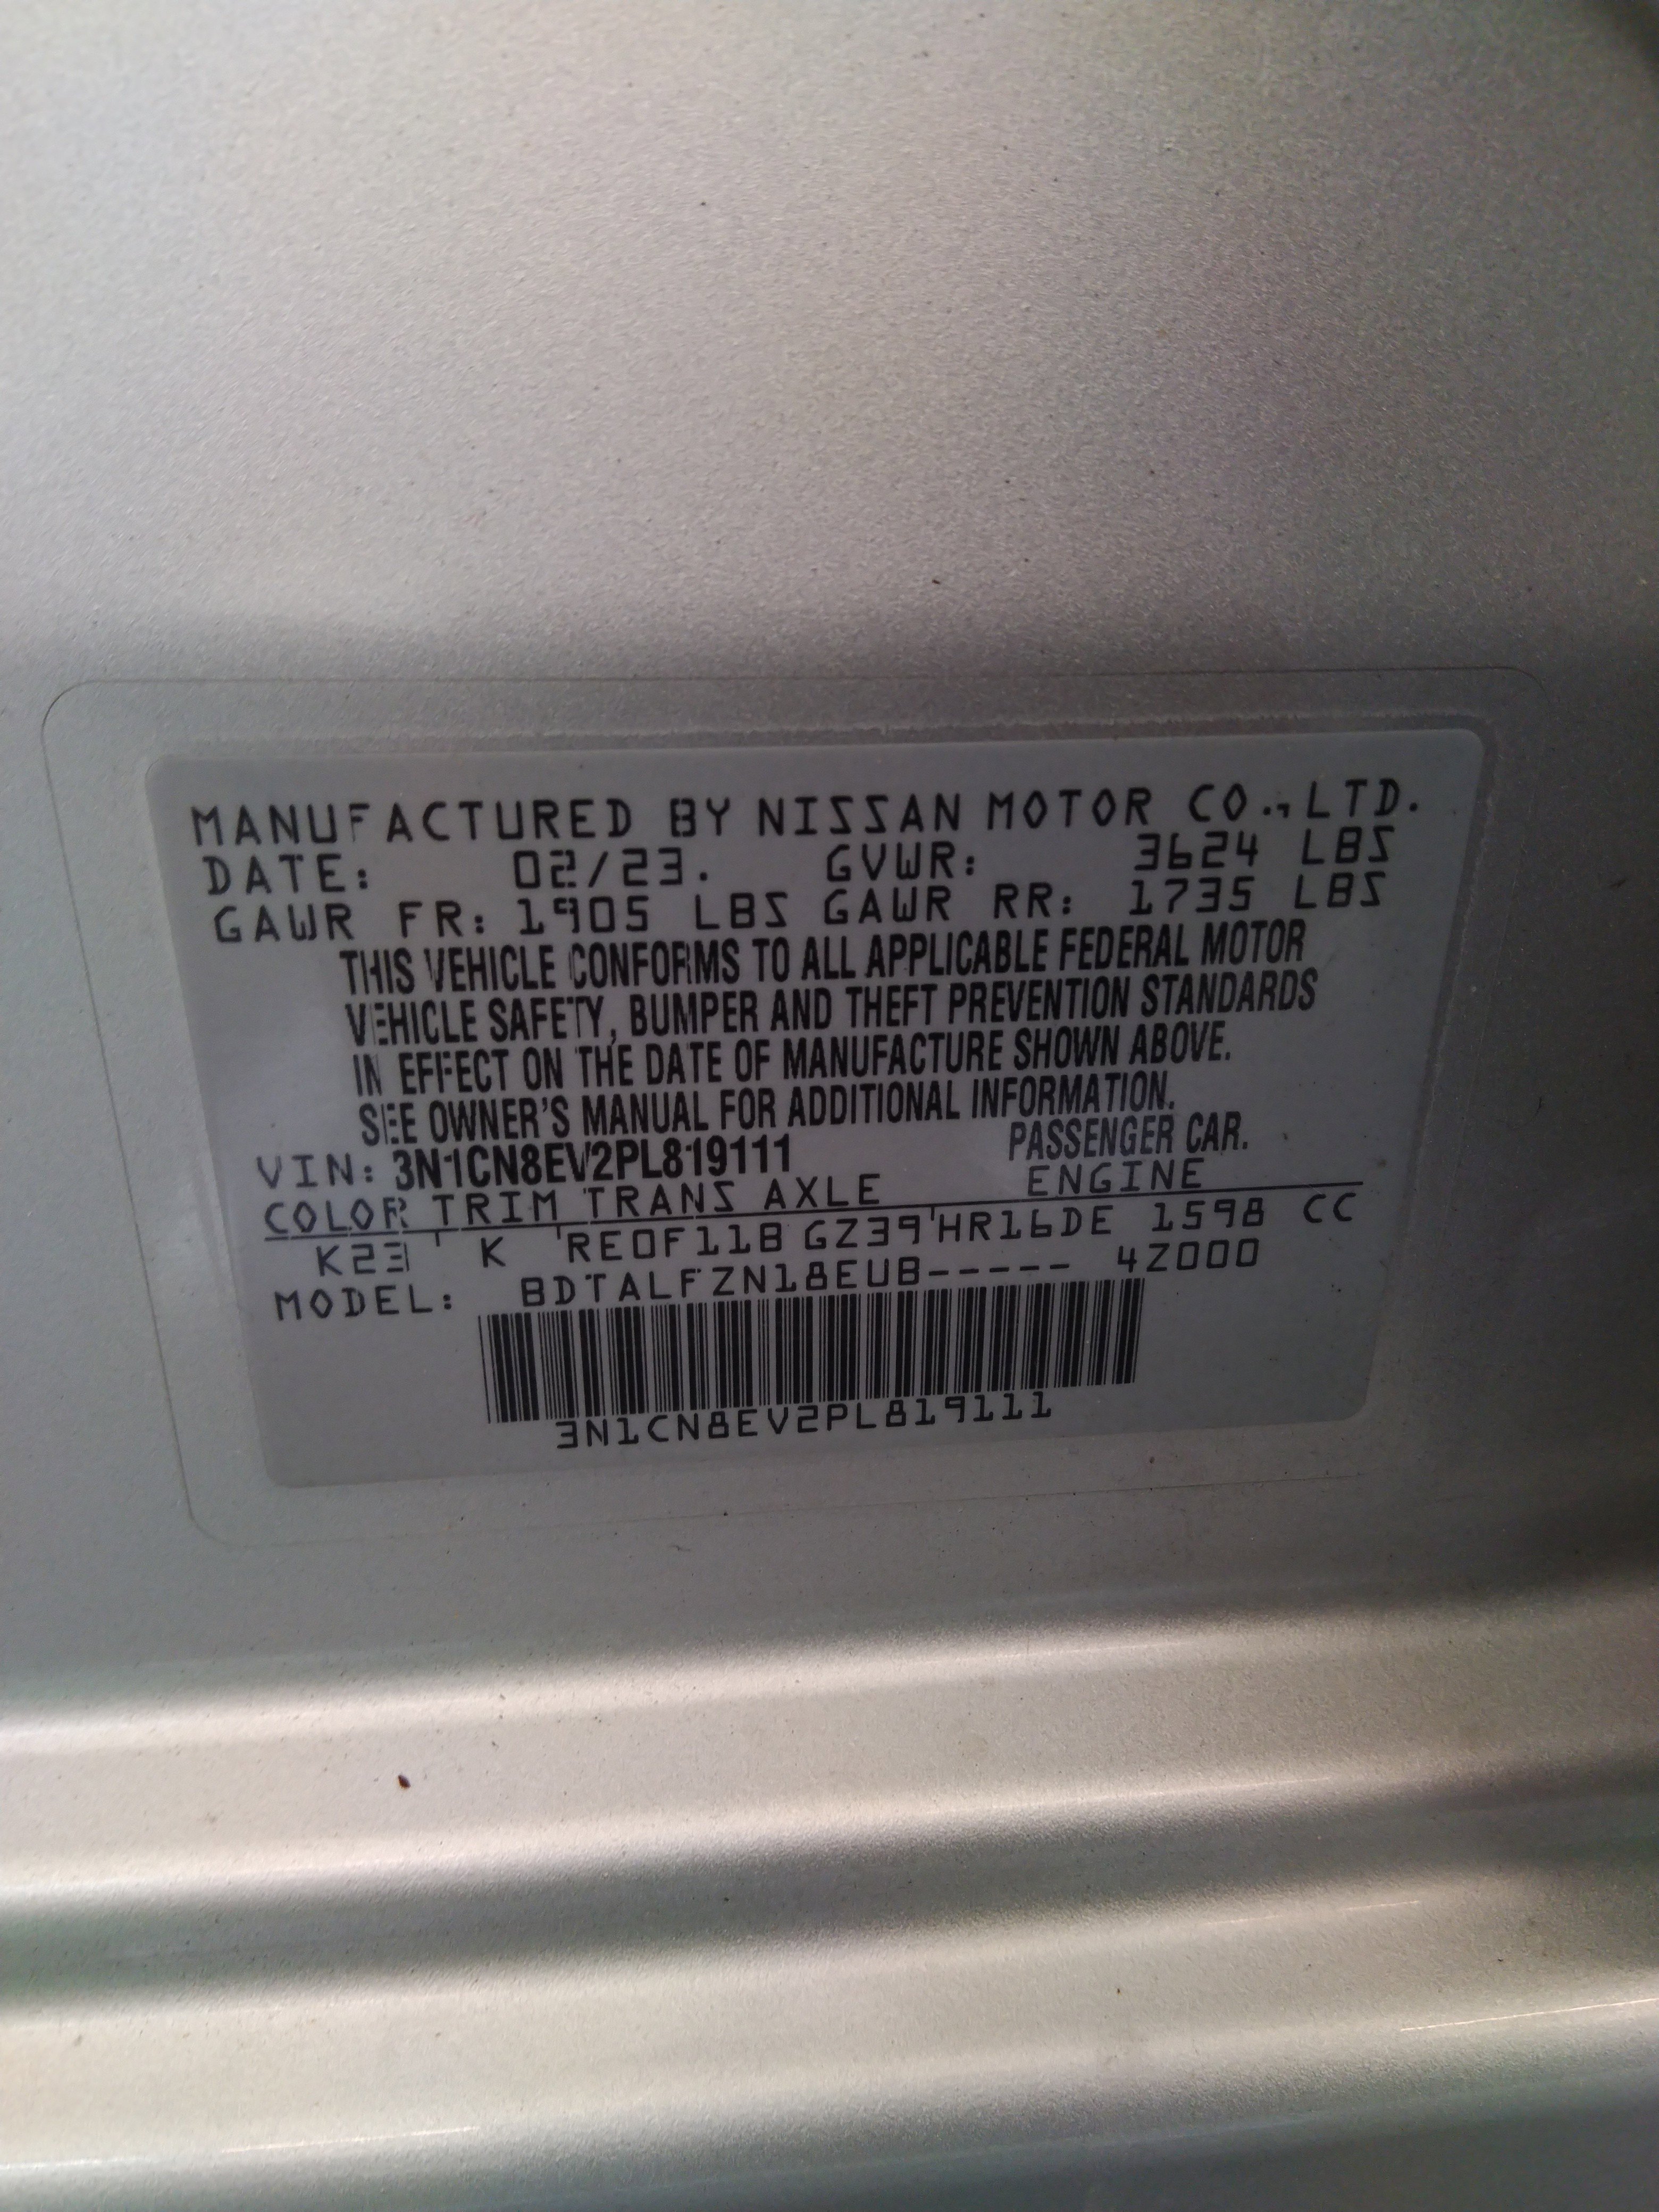 MANUFACTURED BY NISSAN MOTOR CO., LTD.
DATE: 02/23. GVWR: 3624 LBS
GAWR FR: 1905 LBS GAWR RR: 1735 LBS
THIS VEHICLE CONFORMS TO ALL APPLICABLE FEDERAL MOTOR
VEHICLE SAFETY, BUMPER AND THEFT PREVENTION STANDARDS
IN EFFECT ON THE DATE OF MANUFACTURE SHOWN ABOVE.
SEE OWNER'S MANUAL FOR ADDITIONAL INFORMATION.
VIN: 3N1CN8EV2PL819111 PASSENGER CAR.
COLOR TRIM TRANS AXLE ENGINE
K23 K RE0F11B GZ39 HR16DE 1598 CC
MODEL: BDTALFZN18EUB----- 4Z000
3N1CN8EV2PL819111